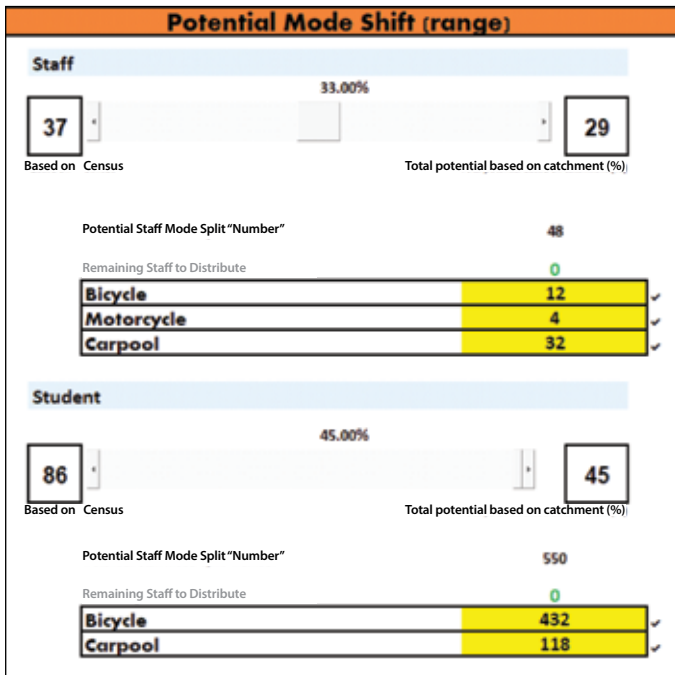 Potential Mode Shift (range)
Staff
33.00%
37 29
Based on Census Total potential based on catchment (%)
Potential Staff Mode Split “Number” 48
Remaining Staff to Distribute 0
Bicycle 12
Motorcycle 4
Carpool 32
Student
45.00%
86 45
Based on Census Total potential based on catchment (%)
Potential Staff Mode Split “Number” 550
Remaining Staff to Distribute 0
Bicycle 432
Carpool 118